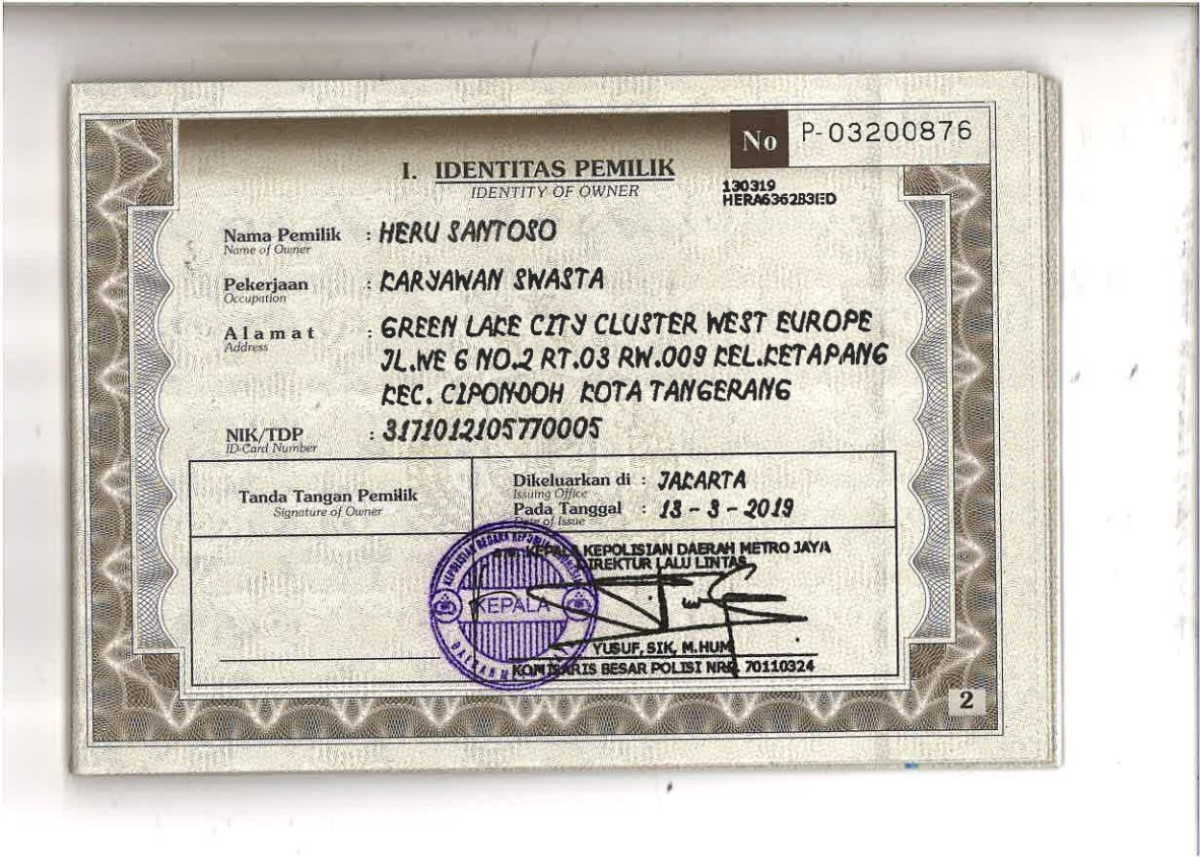 No P-03200876
I. IDENTITAS PEMILIK
IDENTITY OF OWNER
130319
HERA6362B3ED
Nama Pemilik : HERU SANTOSO
Name of Owner
Pekerjaan : KARYAWAN SWASTA
Occupation
Alamat : GREEN LAKE CITY CLUSTER WEST EUROPE
Address
JL.WE 6 NO.2 RT.03 RW.009 KEL.KETAPANG
KEC. CIPONDOH KOTA TANGERANG
NIK/TDP : 3171012105770005
ID-Card Number
Tanda Tangan Pemilik
Signature of Owner
Dikeluarkan di : JAKARTA
Issuing Office
Pada Tanggal : 13 - 3 - 2019
Date of Issue
KEPALA KEPOLISIAN DAERAH METRO JAYA
DIREKTUR LALU LINTAS
KEPALA
YUSUF, SIK, M.HUM
KOMISARIS BESAR POLISI NRP. 70110324
2